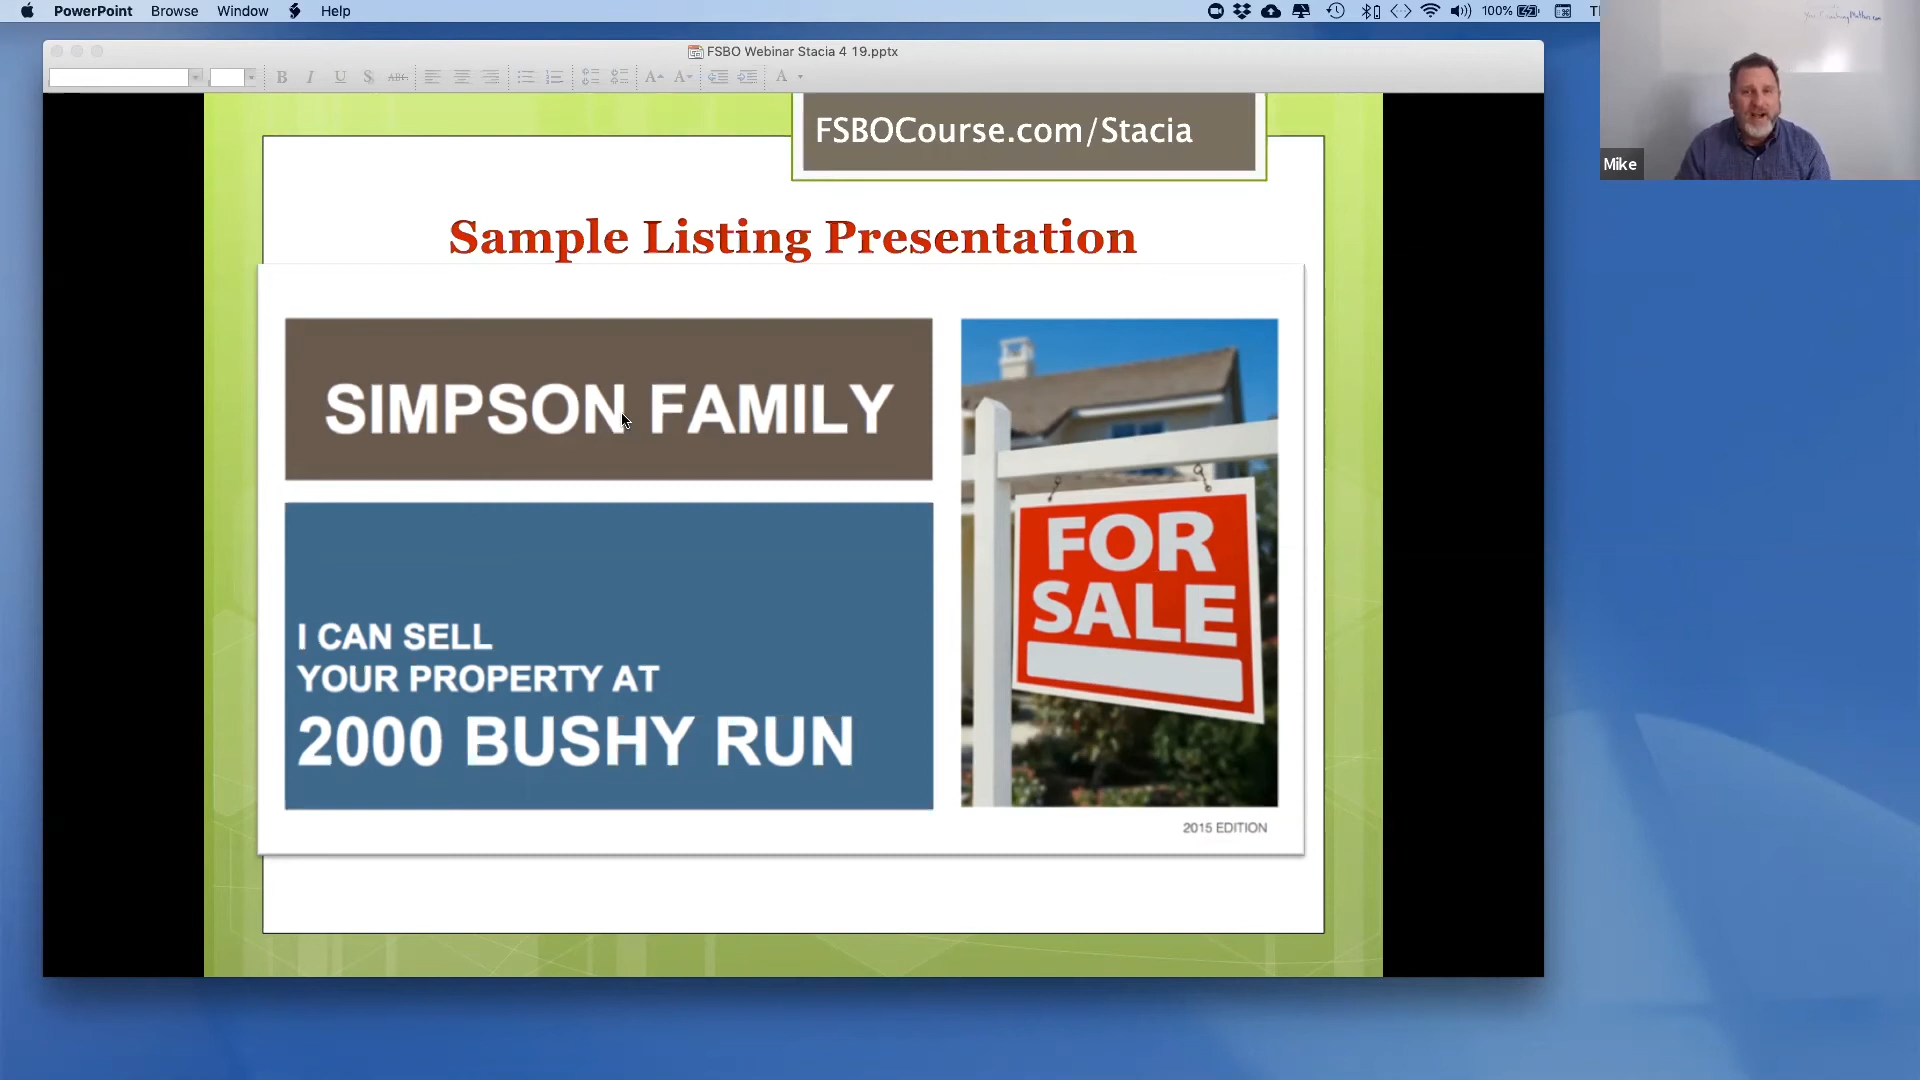 PowerPoint Browse Window Help
100%
FSBO Webinar Stacia 4 19.pptx
B I U S ABC
FSBOCourse.com/Stacia
Mike
Sample Listing Presentation
SIMPSON FAMILY
I CAN SELL
YOUR PROPERTY AT
2000 BUSHY RUN
FOR
SALE
2015 EDITION